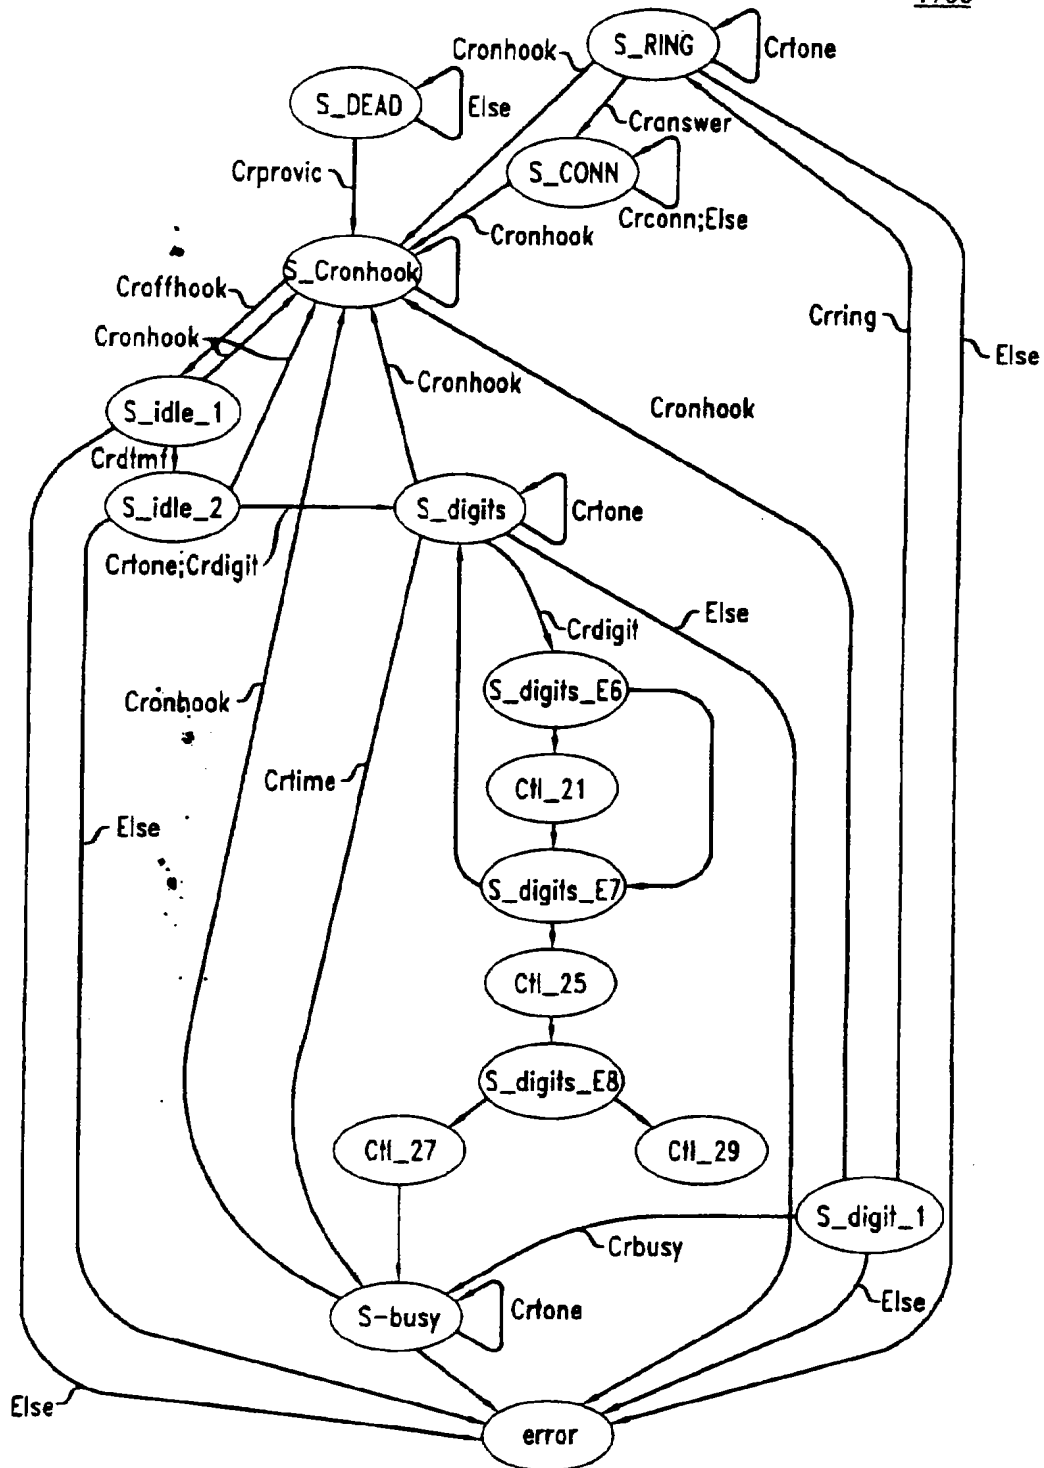 S_RING
Cronhook
Crtone
S_DEAD
Else
Cranswer
Crprovic
S_CONN
Crconn;Else
Cronhook
S_Cronhook
Croffhook
Cronhook
Crring
Else
Cronhook
Cronhook
S_idle_1
Crdtmf
S_idle_2
S_digits
Crtone
Crtone;Crdigit
Else
Crdigit
S_digits_E6
Cronhook
Crtime
Ctl_21
Else
S_digits_E7
Ctl_25
S_digits_E8
Ctl_27
Ctl_29
S_digit_1
Crbusy
Else
S-busy
Crtone
Else
error